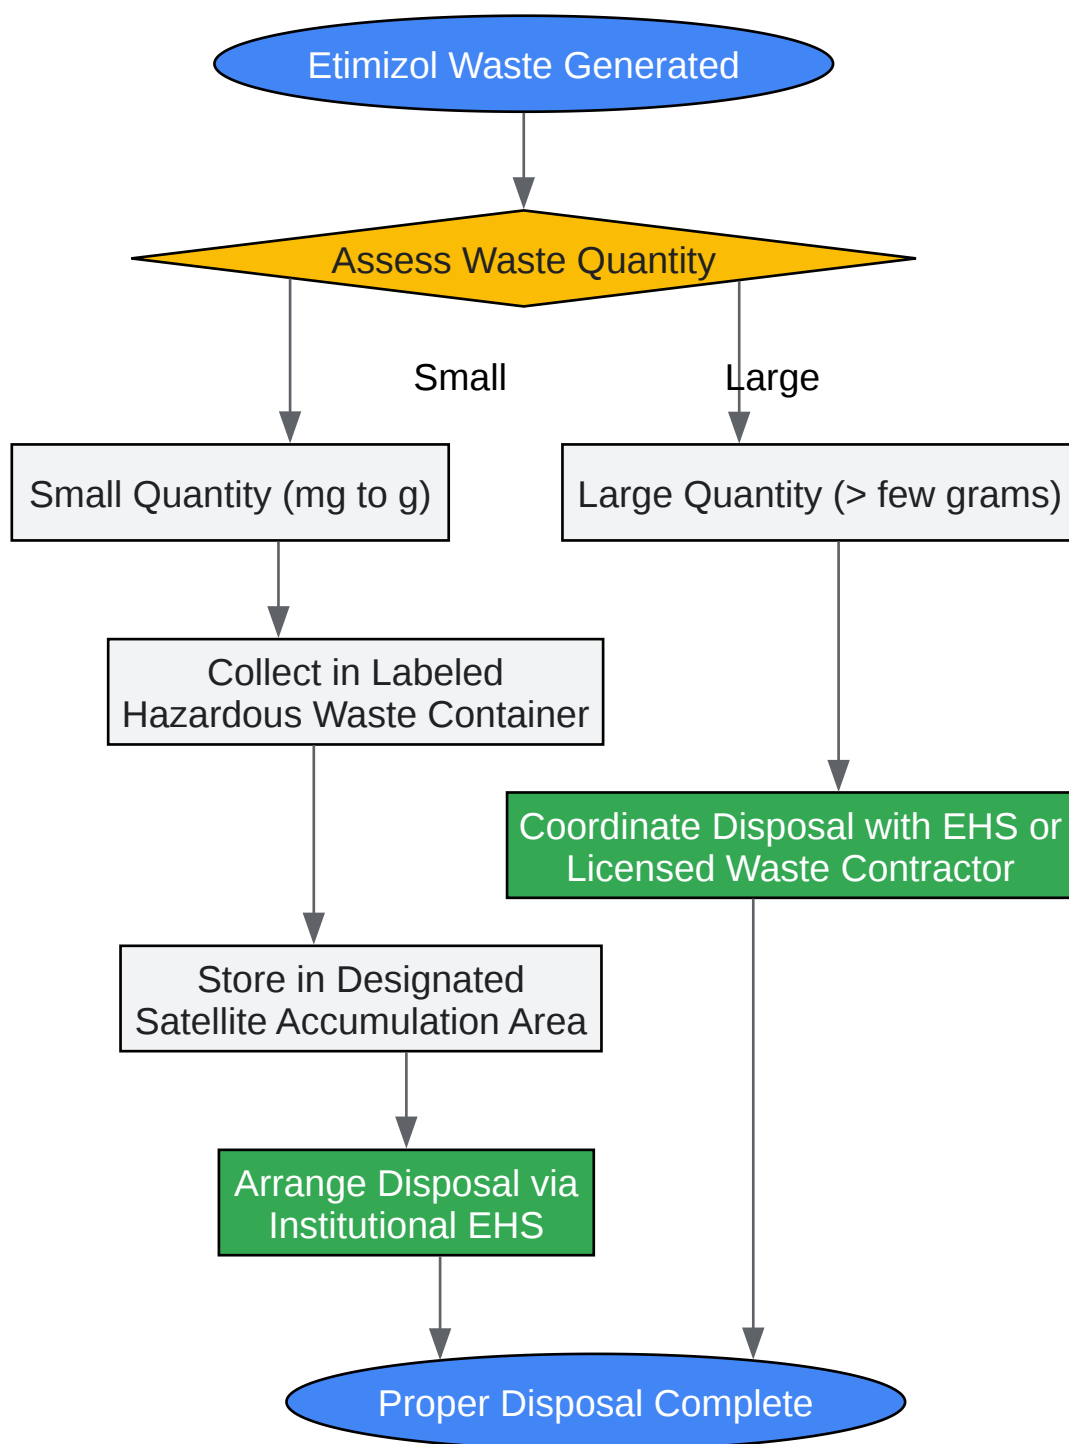 Etimizol Waste Generated
Assess Waste Quantity
Small
Large
Small Quantity (mg to g)
Large Quantity (> few grams)
Collect in Labeled
Hazardous Waste Container
Coordinate Disposal with EHS or
Licensed Waste Contractor
Store in Designated
Satellite Accumulation Area
Arrange Disposal via
Institutional EHS
Proper Disposal Complete